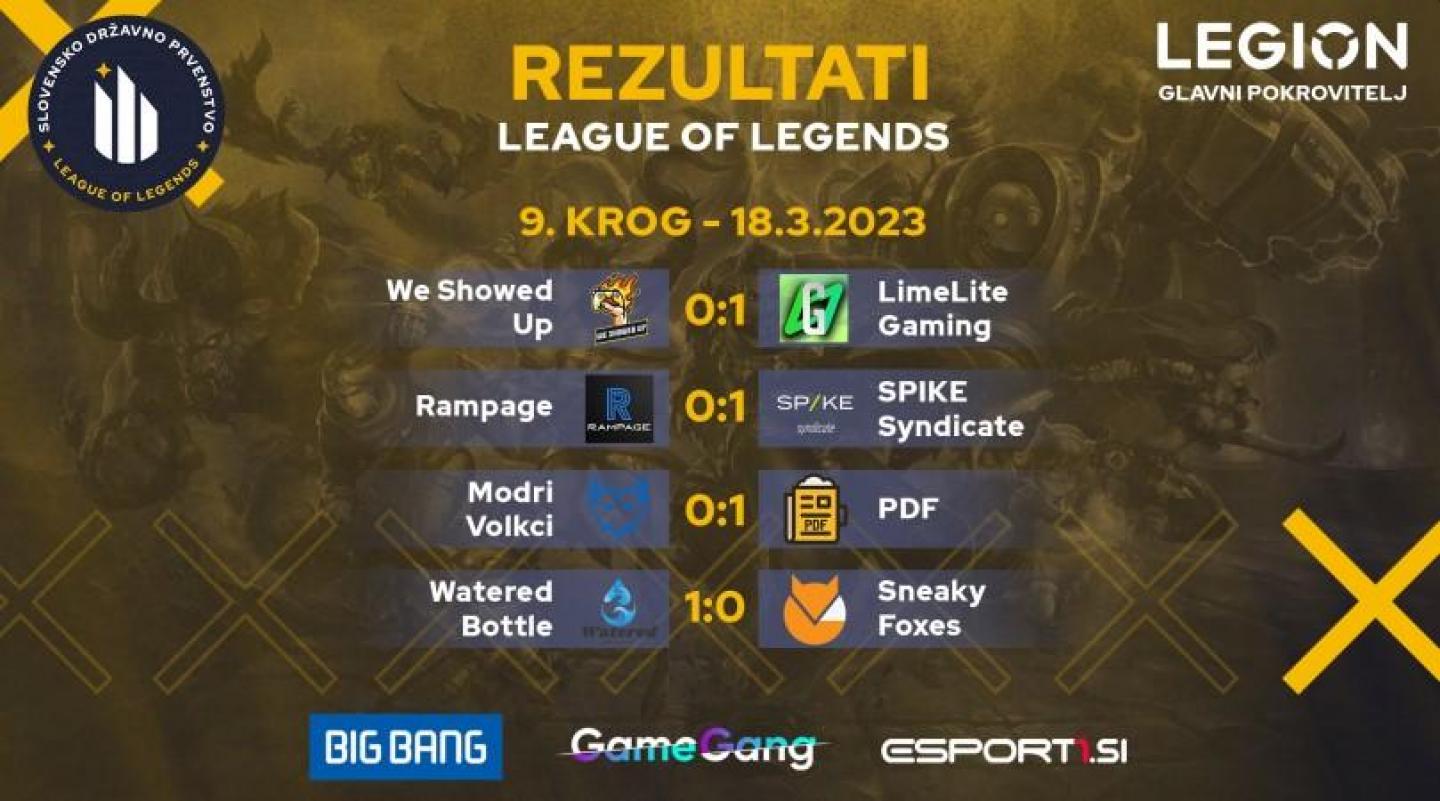 SLOVENSKO DRŽAVNO PRVENSTVO
LEAGUE OF LEGENDS
REZULTATI
LEAGUE OF LEGENDS
LEGION
GLAVNI POKROVITELJ
9. KROG - 18.3.2023
We Showed
Up
WE SHOWED UP
0:1
G
LimeLite
Gaming
Rampage
R
RAMPAGE
0:1
SP/KE
syndicate
SPIKE
Syndicate
Modri
Volkci
0:1
PDF
PDF
Watered
Bottle
Watered
1:0
Sneaky
Foxes
BIG BANG
GameGang
ESPORT1.SI